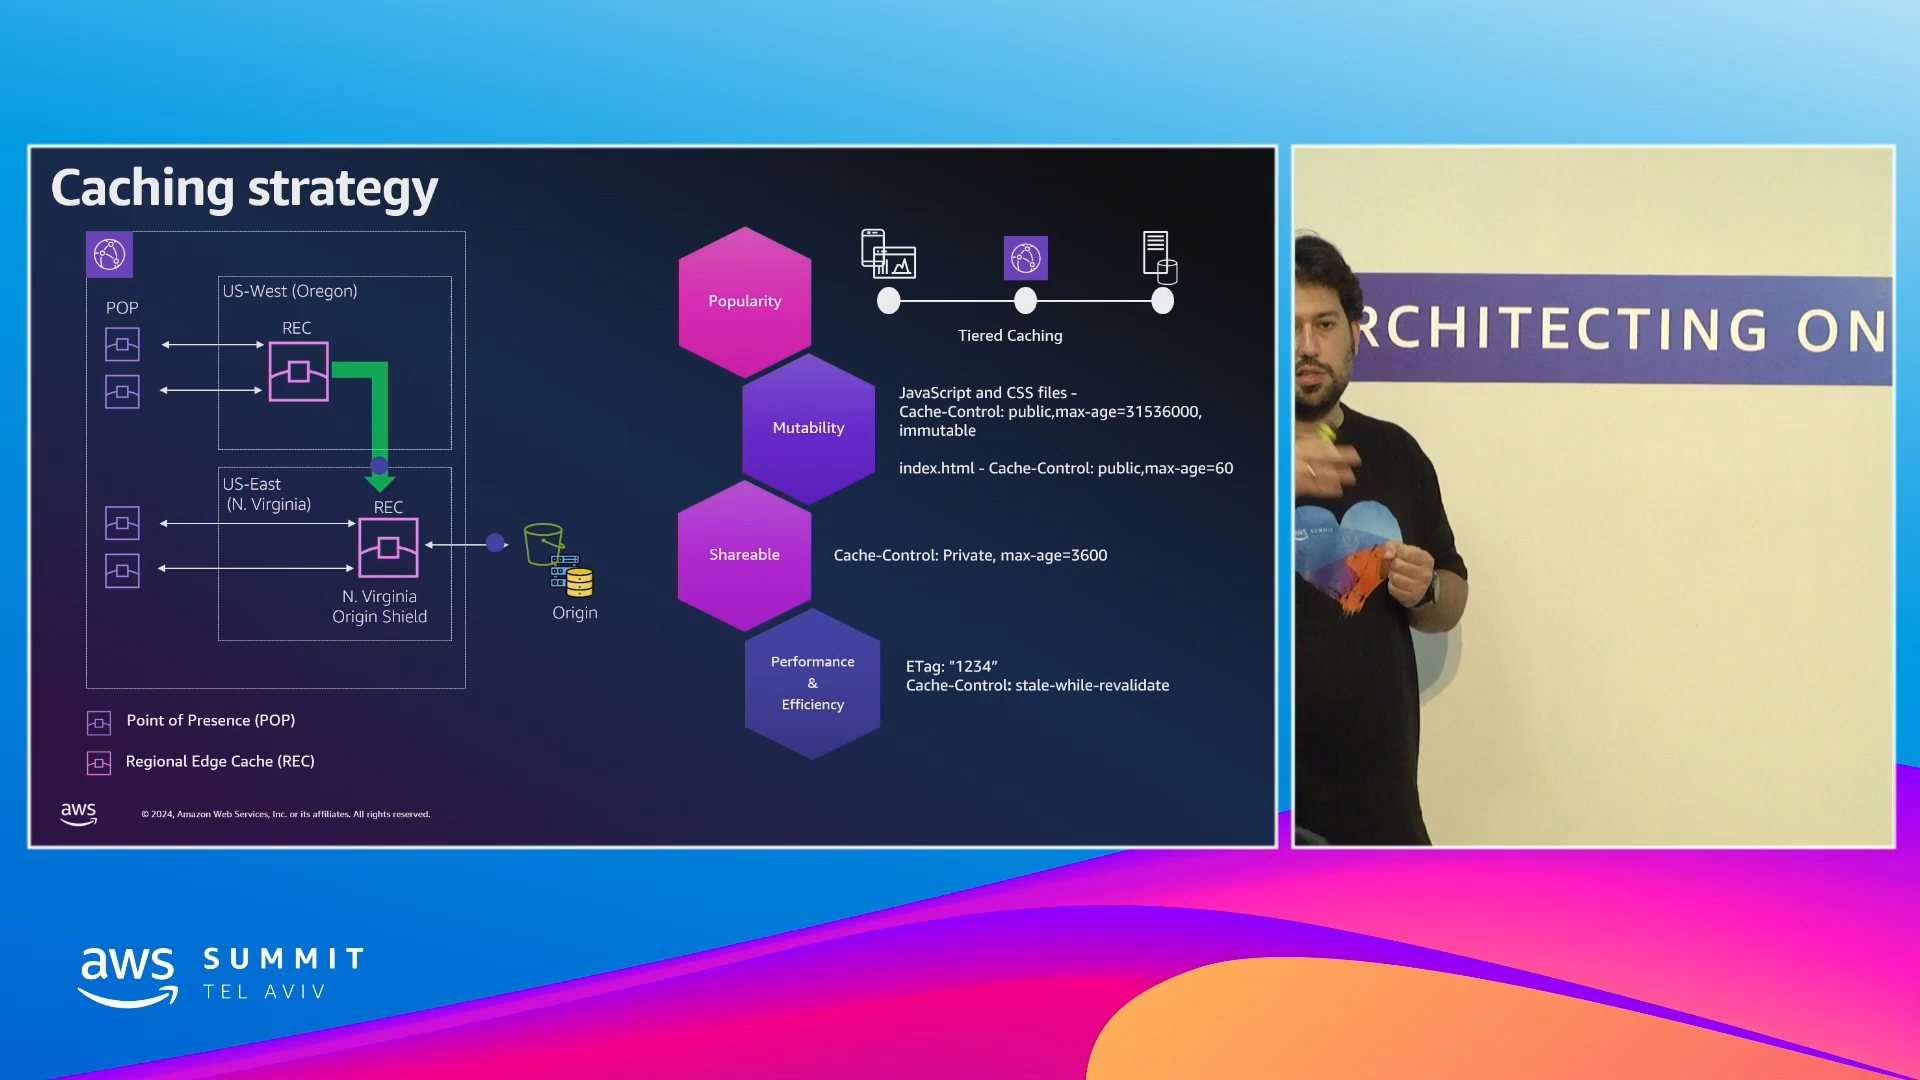 Caching strategy
POP
US-West (Oregon)
REC
US-East
(N. Virginia)
REC
N. Virginia
Origin Shield
Origin
Point of Presence (POP)
Regional Edge Cache (REC)
Popularity
Tiered Caching
Mutability
JavaScript and CSS files -
Cache-Control: public,max-age=31536000,
immutable
index.html - Cache-Control: public,max-age=60
Shareable
Cache-Control: Private, max-age=3600
Performance
&
Efficiency
ETag: "1234"
Cache-Control: stale-while-revalidate
aws
© 2024, Amazon Web Services, Inc. or its affiliates. All rights reserved.
RCHITECTING ON
aws
SUMMIT
TEL AVIV